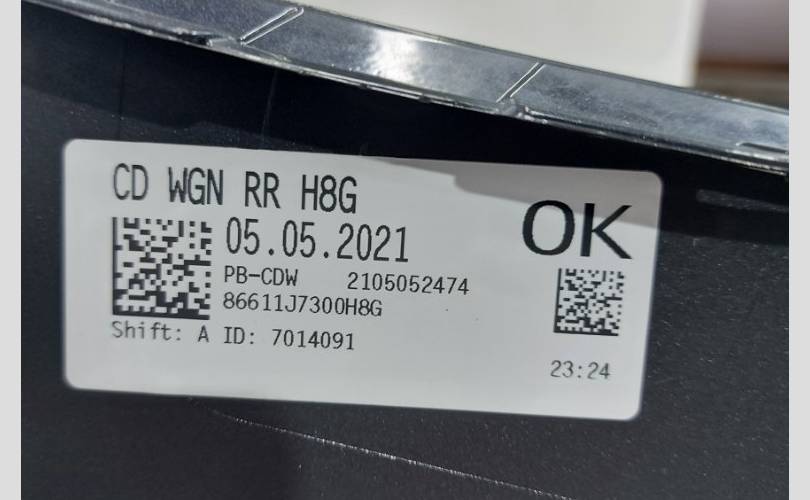 CD WGN RR H8G
05.05.2021
OK
PB-CDW 2105052474
86611J7300H8G
Shift: A ID: 7014091
23:24